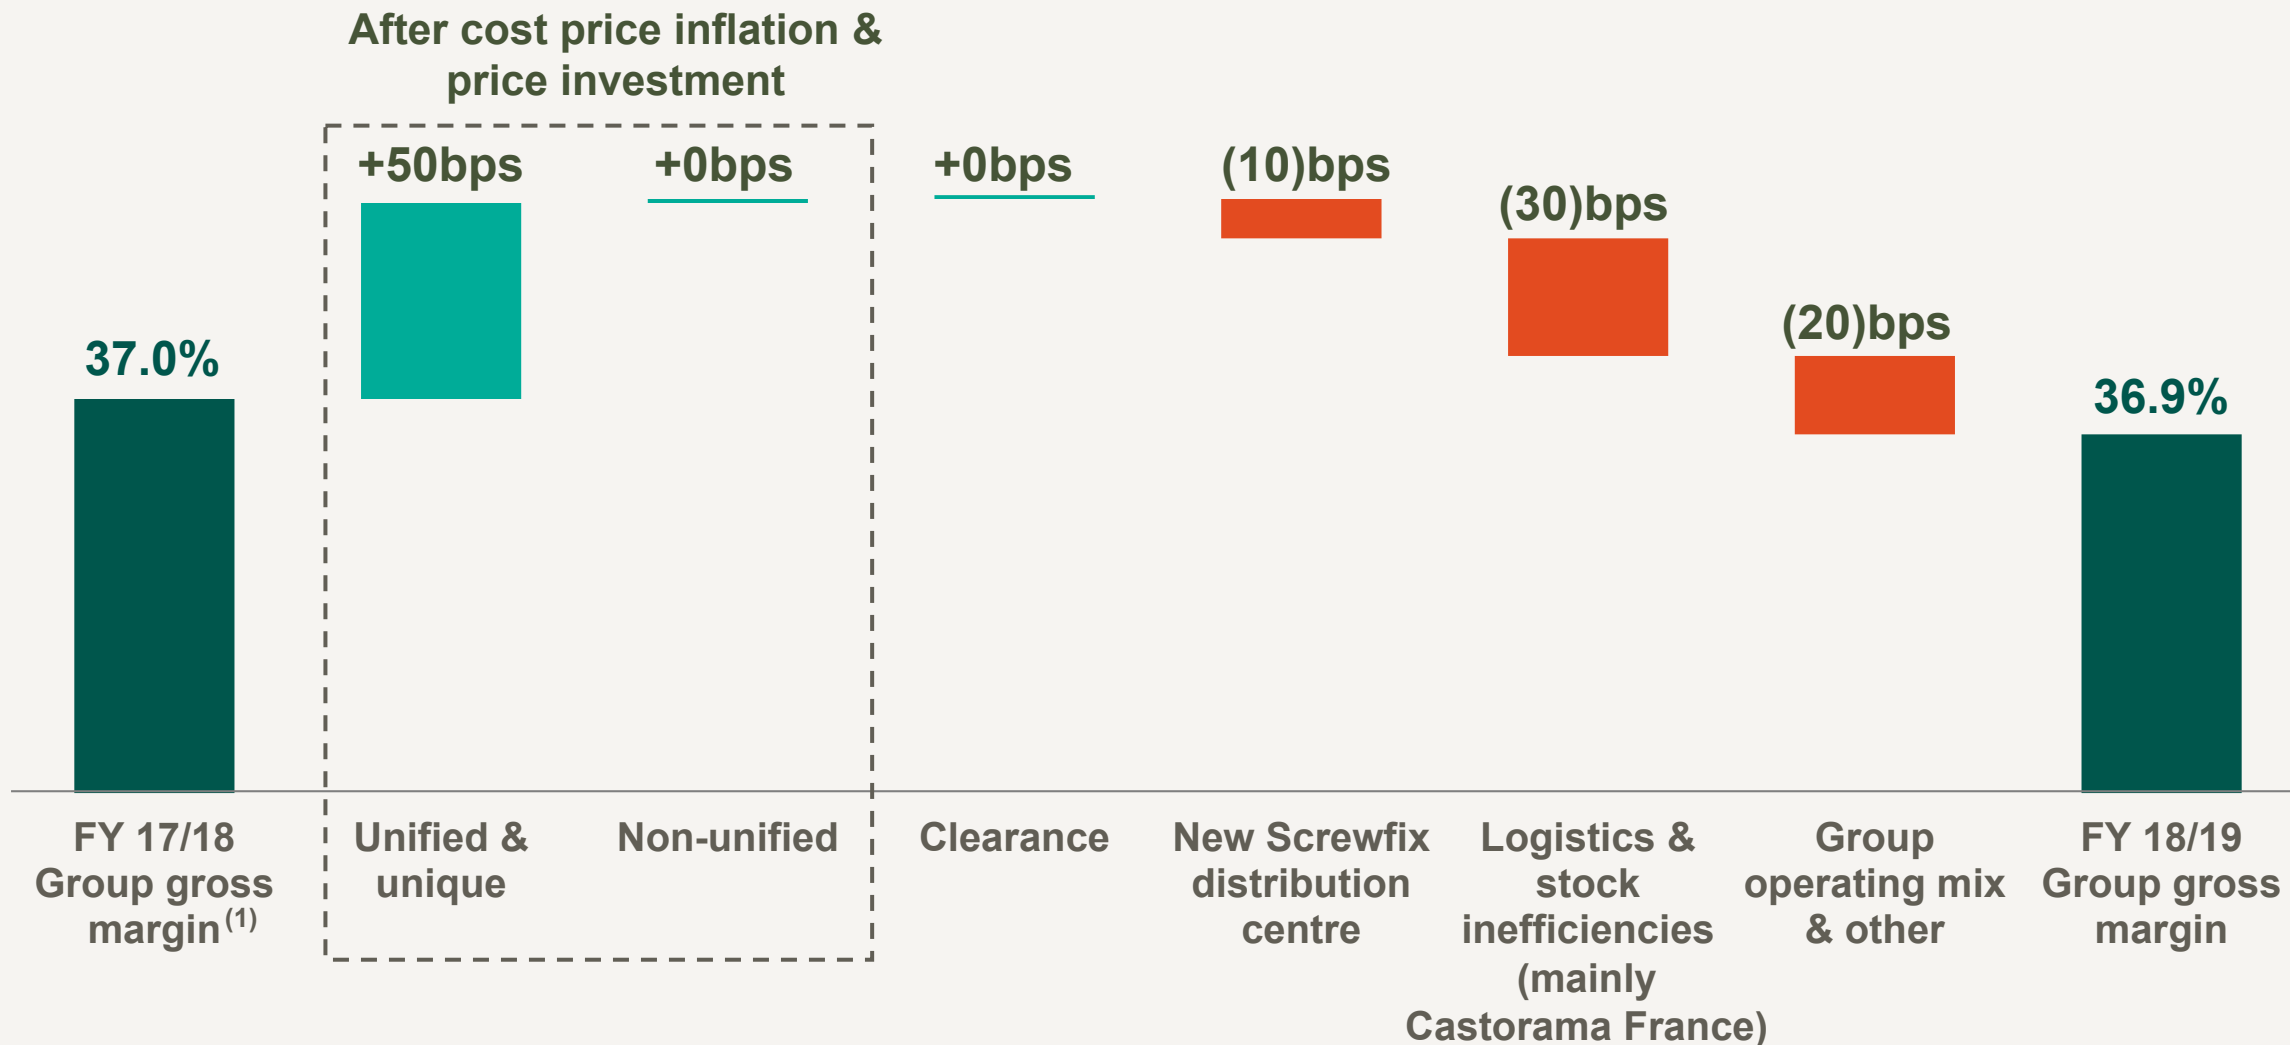 After cost price inflation &
price investment
+50bps
+0bps
+0bps
(10)bps
(30)bps
(20)bps
37.0%
36.9%
FY 17/18
Group gross
margin(1)
Unified &
unique
Non-unified
Clearance
New Screwfix
distribution
centre
Logistics &
stock
inefficiencies
(mainly
Castorama France)
Group
operating mix
& other
FY 18/19
Group gross
margin